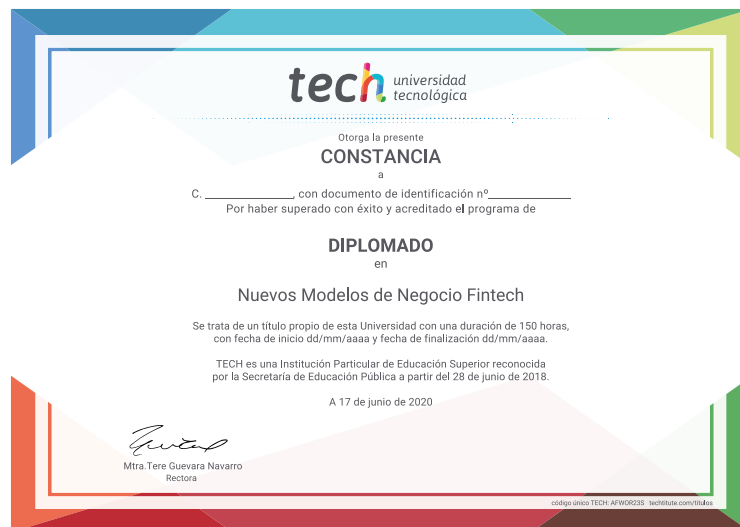 tech universidad
tecnológica
Otorga la presente
CONSTANCIA
a
C. ______________, con documento de identificación nº______________
Por haber superado con éxito y acreditado el programa de
DIPLOMADO
en
Nuevos Modelos de Negocio Fintech
Se trata de un título propio de esta Universidad con una duración de 150 horas,
con fecha de inicio dd/mm/aaaa y fecha de finalización dd/mm/aaaa.
TECH es una Institución Particular de Educación Superior reconocida
por la Secretaría de Educación Pública a partir del 28 de junio de 2018.
A 17 de junio de 2020
Mtra.Tere Guevara Navarro
Rectora
código único TECH: AFWOR23S techtitute.com/titulos